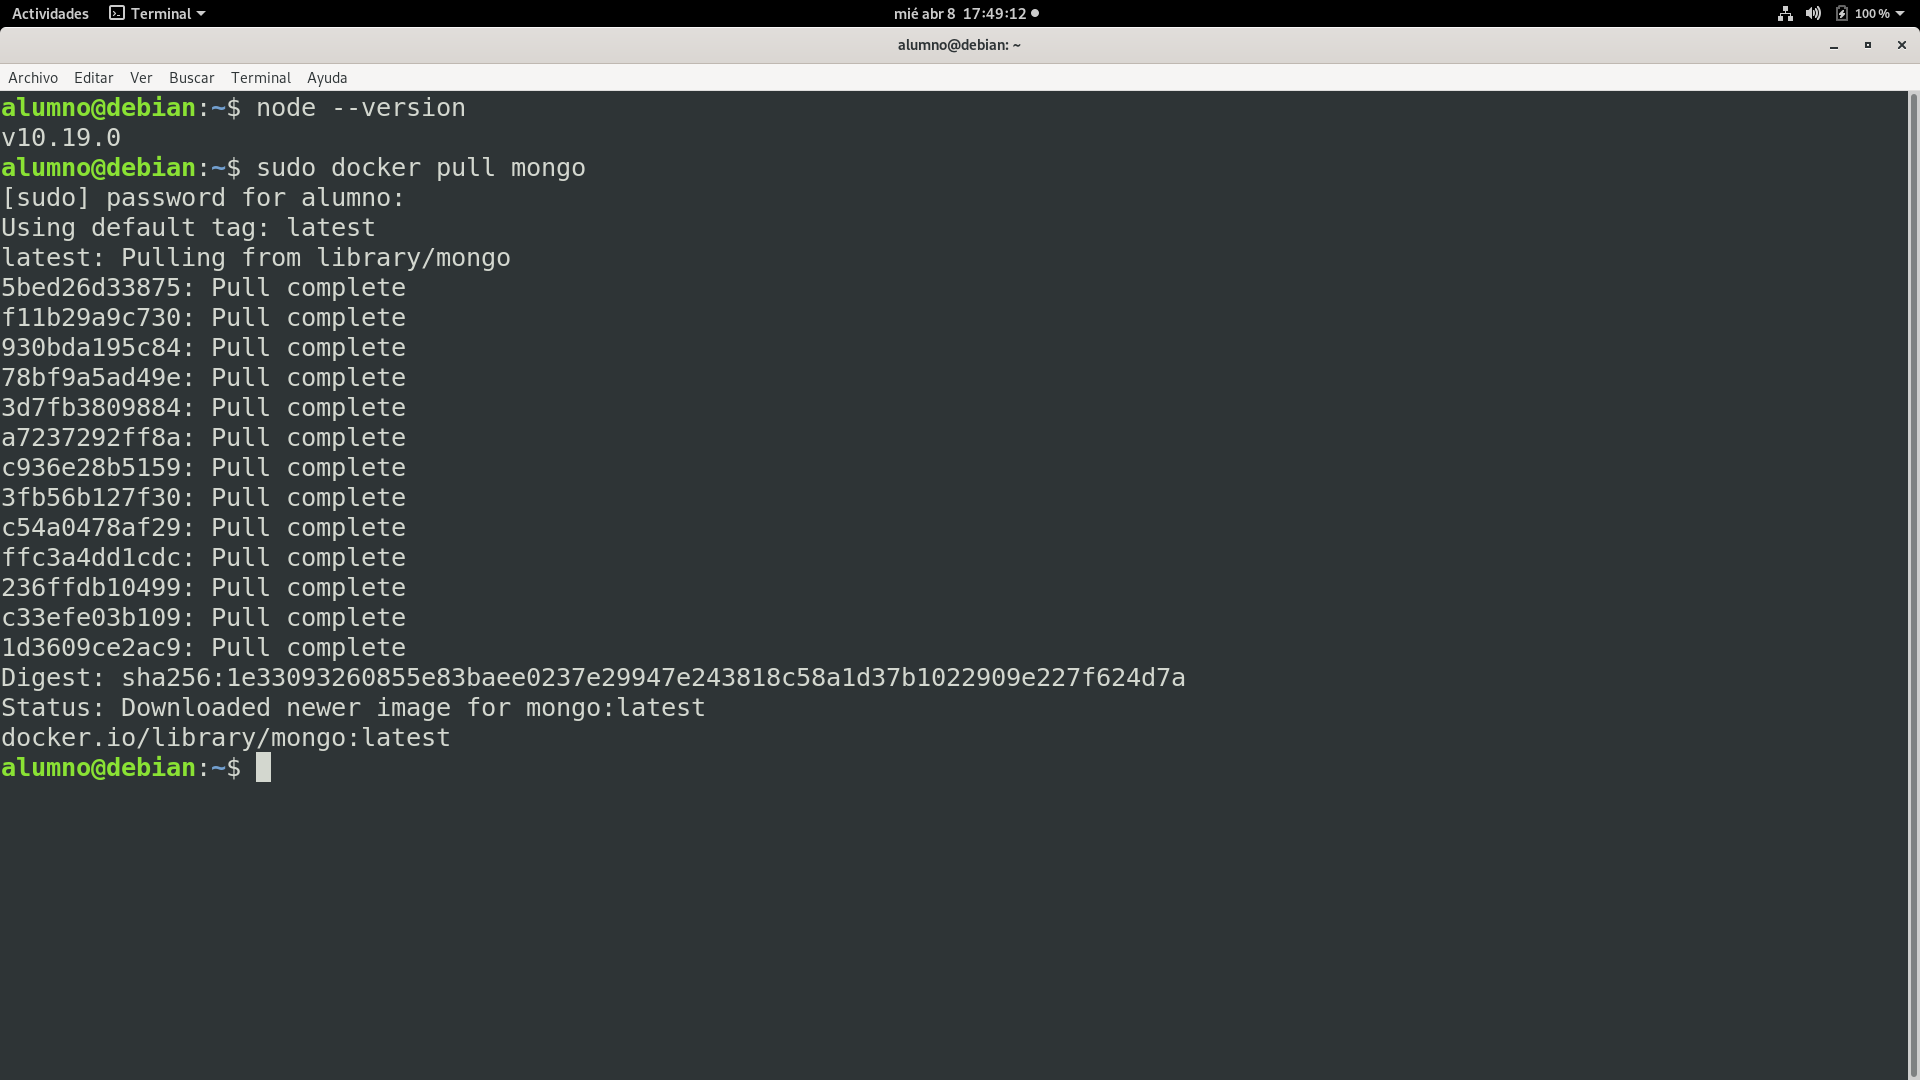 Actividades Terminal mié abr 8 17:49:12 100 %
alumno@debian: ~
Archivo Editar Ver Buscar Terminal Ayuda
alumno@debian:~$ node --version
v10.19.0
alumno@debian:~$ sudo docker pull mongo
[sudo] password for alumno:
Using default tag: latest
latest: Pulling from library/mongo
5bed26d33875: Pull complete
f11b29a9c730: Pull complete
930bda195c84: Pull complete
78bf9a5ad49e: Pull complete
3d7fb3809884: Pull complete
a7237292ff8a: Pull complete
c936e28b5159: Pull complete
3fb56b127f30: Pull complete
c54a0478af29: Pull complete
ffc3a4dd1cdc: Pull complete
236ffdb10499: Pull complete
c33efe03b109: Pull complete
1d3609ce2ac9: Pull complete
Digest: sha256:1e33093260855e83baee0237e29947e243818c58a1d37b1022909e227f624d7a
Status: Downloaded newer image for mongo:latest
docker.io/library/mongo:latest
alumno@debian:~$